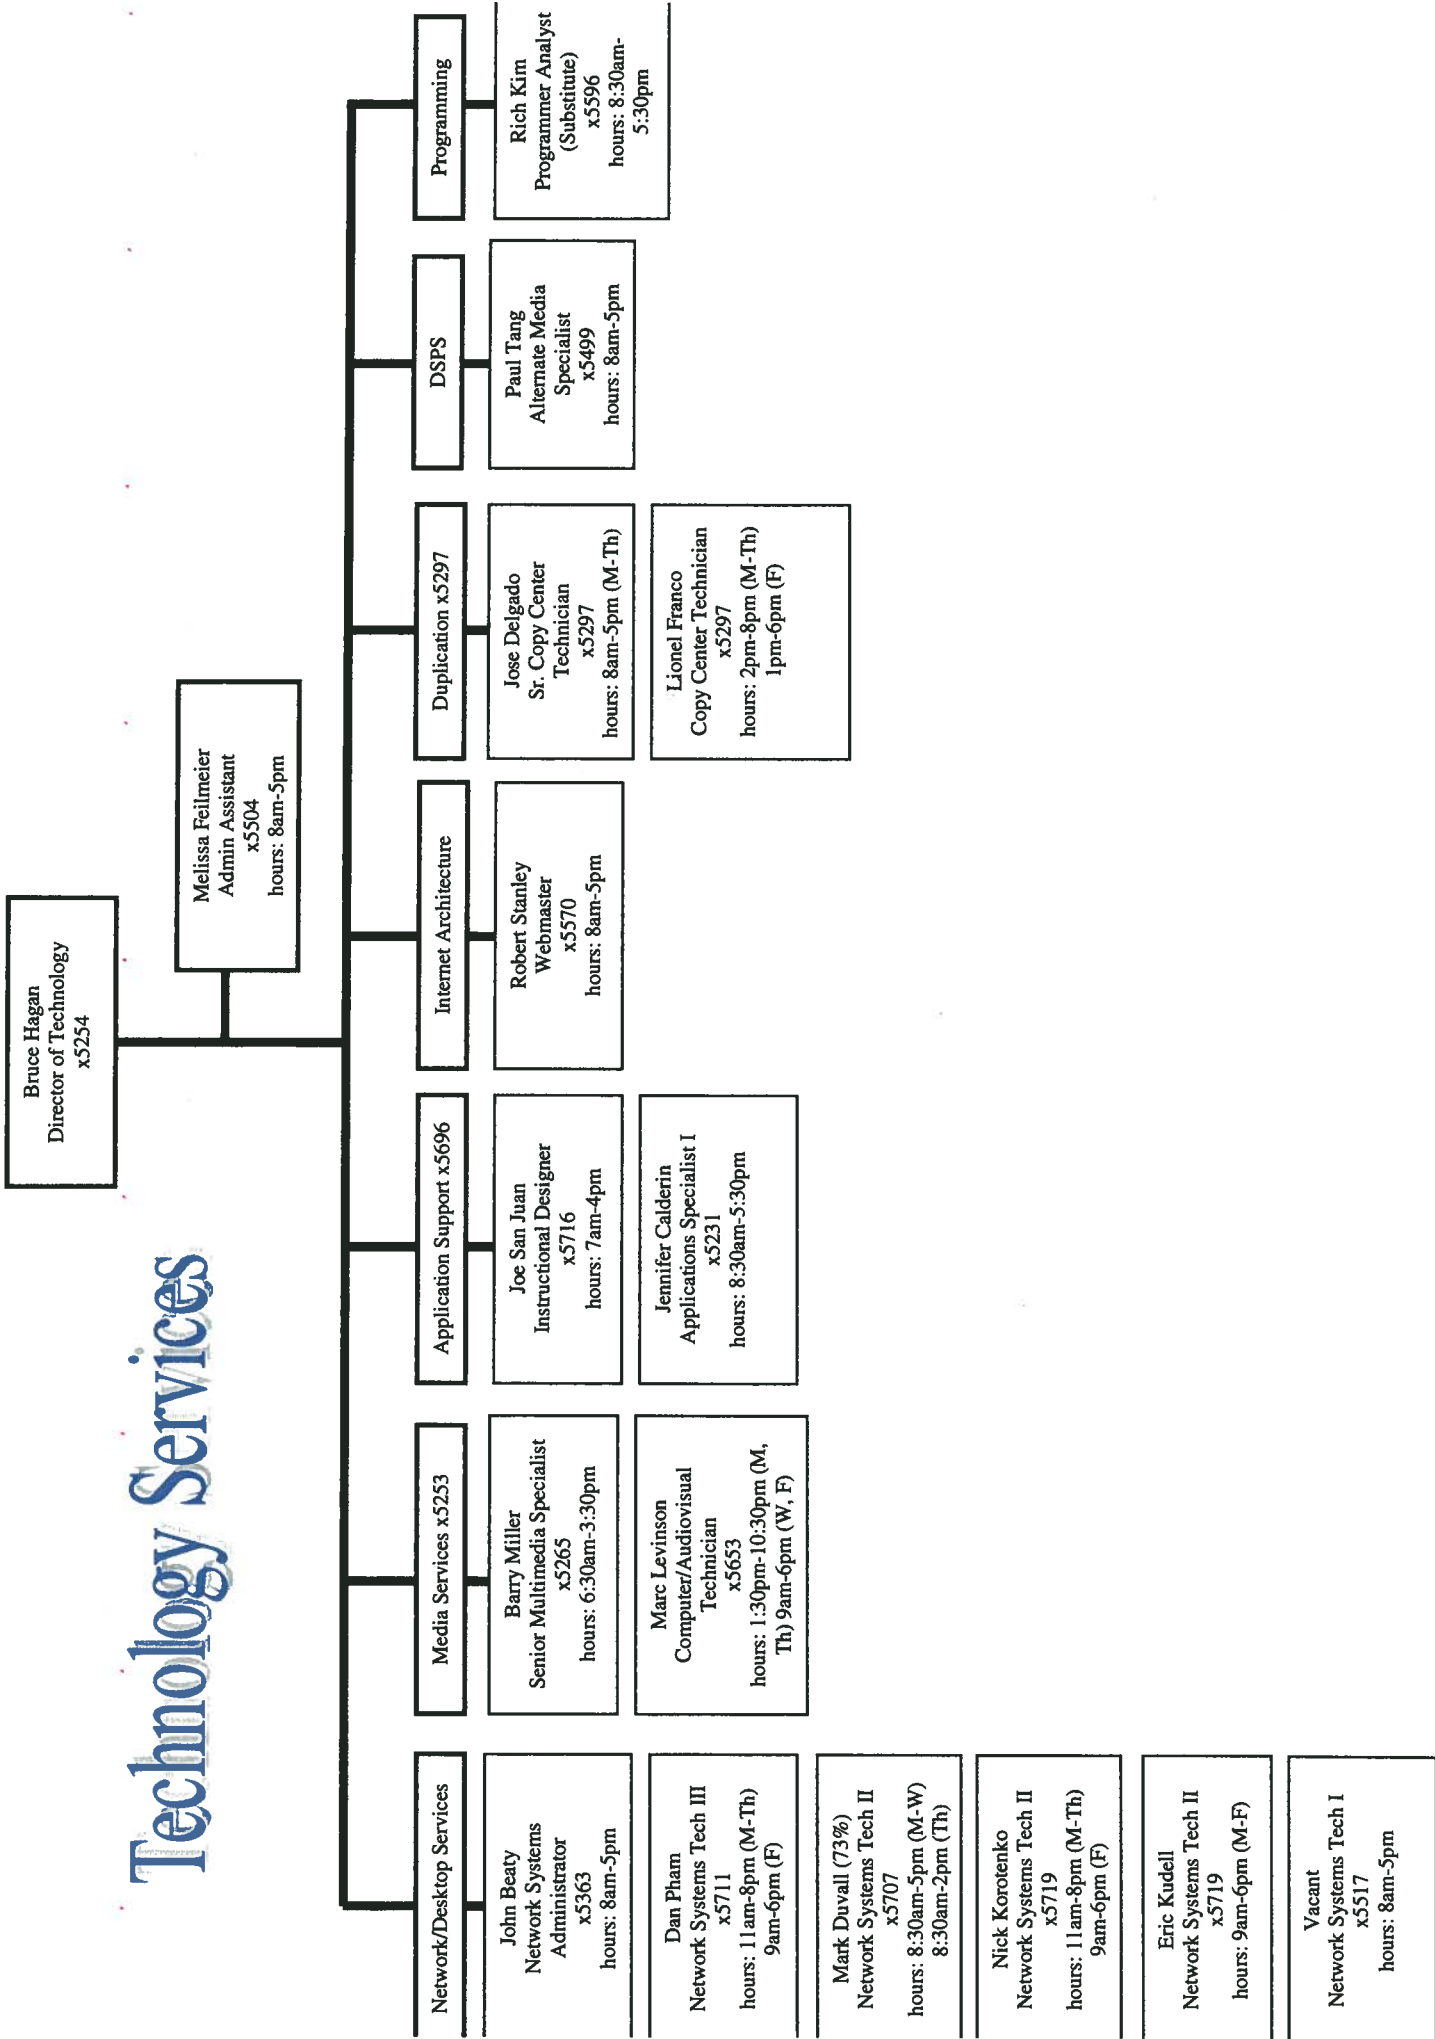 Technology Services
Bruce Hagan
Director of Technology
x5254
Melissa Feilmeier
Admin Assistant
x5504
hours: 8am-5pm
Network/Desktop Services
John Beaty
Network Systems
Administrator
x5363
hours: 8am-5pm
Dan Pham
Network Systems Tech III
x5711
hours: 11am-8pm (M-Th)
9am-6pm (F)
Mark Duvall (73%)
Network Systems Tech II
x5707
hours: 8:30am-5pm (M-W)
8:30am-2pm (Th)
Nick Korotenko
Network Systems Tech II
x5719
hours: 11am-8pm (M-Th)
9am-6pm (F)
Eric Kudell
Network Systems Tech II
x5719
hours: 9am-6pm (M-F)
Vacant
Network Systems Tech I
x5517
hours: 8am-5pm
Media Services x5253
Barry Miller
Senior Multimedia Specialist
x5265
hours: 6:30am-3:30pm
Marc Levinson
Computer/Audiovisual
Technician
x5653
hours: 1:30pm-10:30pm (M,
Th) 9am-6pm (W, F)
Application Support x5696
Joe San Juan
Instructional Designer
x5716
hours: 7am-4pm
Jennifer Calderin
Applications Specialist I
x5231
hours: 8:30am-5:30pm
Internet Architecture
Robert Stanley
Webmaster
x5570
hours: 8am-5pm
Duplication x5297
Jose Delgado
Sr. Copy Center
Technician
x5297
hours: 8am-5pm (M-Th)
Lionel Franco
Copy Center Technician
x5297
hours: 2pm-8pm (M-Th)
1pm-6pm (F)
DSPS
Paul Tang
Alternate Media
Specialist
x5499
hours: 8am-5pm
Programming
Rich Kim
Programmer Analyst
(Substitute)
x5596
hours: 8:30am-
5:30pm